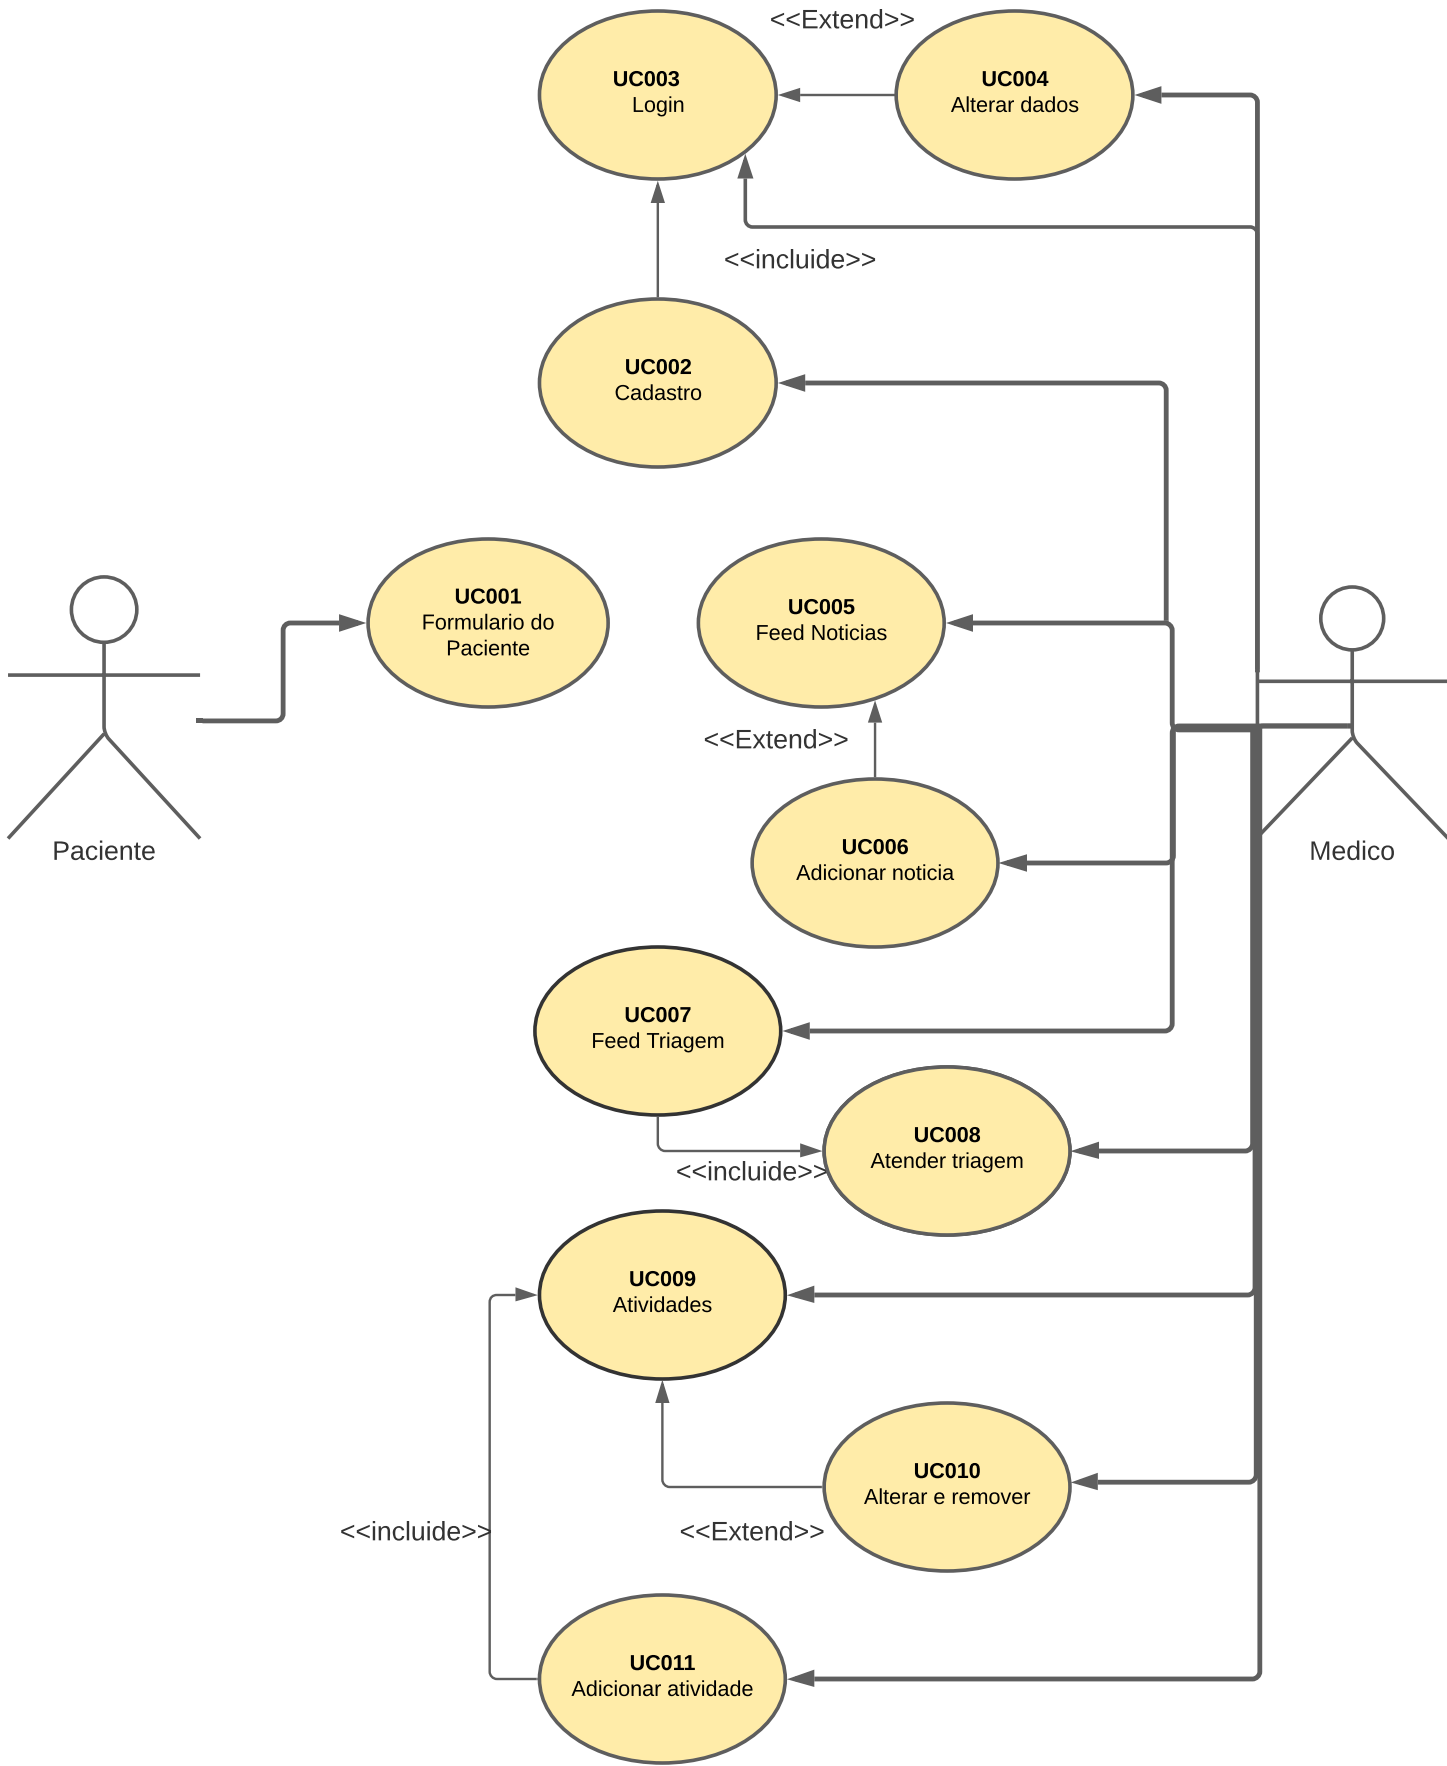 <<Extend>>
UC003
Login
UC004
Alterar dados
<<incluide>>
UC002
Cadastro
UC001
Formulario do
Paciente
UC005
Feed Noticias
<<Extend>>
UC006
Adicionar noticia
Paciente
Medico
UC007
Feed Triagem
UC008
Atender triagem
<<incluide>>
UC009
Atividades
UC010
Alterar e remover
<<incluide>>
<<Extend>>
UC011
Adicionar atividade